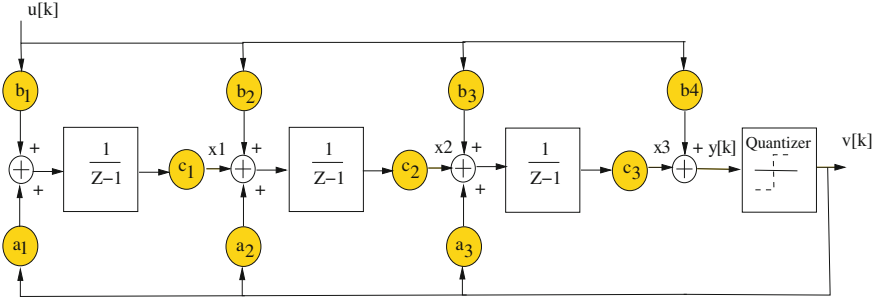 u[k]
b1 b2 b3 b4
+ + + +
1 1 1
Z−1 Z−1 Z−1
c1 x1 c2 x2 c3 x3 y[k] Quantizer v[k]
+ + + +
+ + +
a1 a2 a3